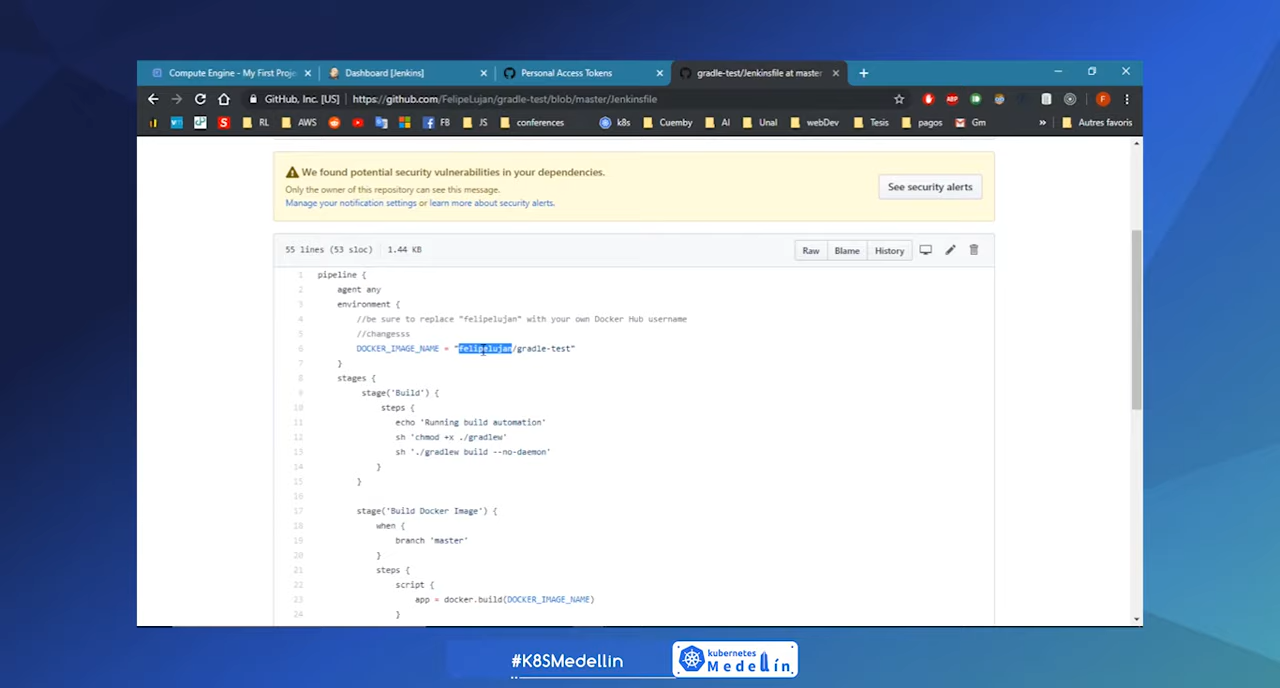 Compute Engine - My First Proje
Dashboard [Jenkins]
Personal Access Tokens
gradle-test/Jenkinsfile at master
GitHub, Inc. [US] | https://github.com/FelipeLujan/gradle-test/blob/master/Jenkinsfile
RL AWS FB JS conferences k8s Cuemby AI Unal webDev Tesis pagos Gm » Autres favoris
We found potential security vulnerabilities in your dependencies.
Only the owner of this repository can see this message.
Manage your notification settings or learn more about security alerts.
See security alerts
55 lines (53 sloc) 1.44 KB
Raw Blame History
1 pipeline {
2 agent any
3 environment {
4 //be sure to replace "felipelujan" with your own Docker Hub username
5 //changesss
6 DOCKER_IMAGE_NAME = "felipelujan/gradle-test"
7 }
8 stages {
9 stage('Build') {
10 steps {
11 echo 'Running build automation'
12 sh 'chmod +x ./gradlew'
13 sh './gradlew build --no-daemon'
14 }
15 }
16
17 stage('Build Docker Image') {
18 when {
19 branch 'master'
20 }
21 steps {
22 script {
23 app = docker.build(DOCKER_IMAGE_NAME)
24 }
#K8SMedellin
kubernetes
Medellín